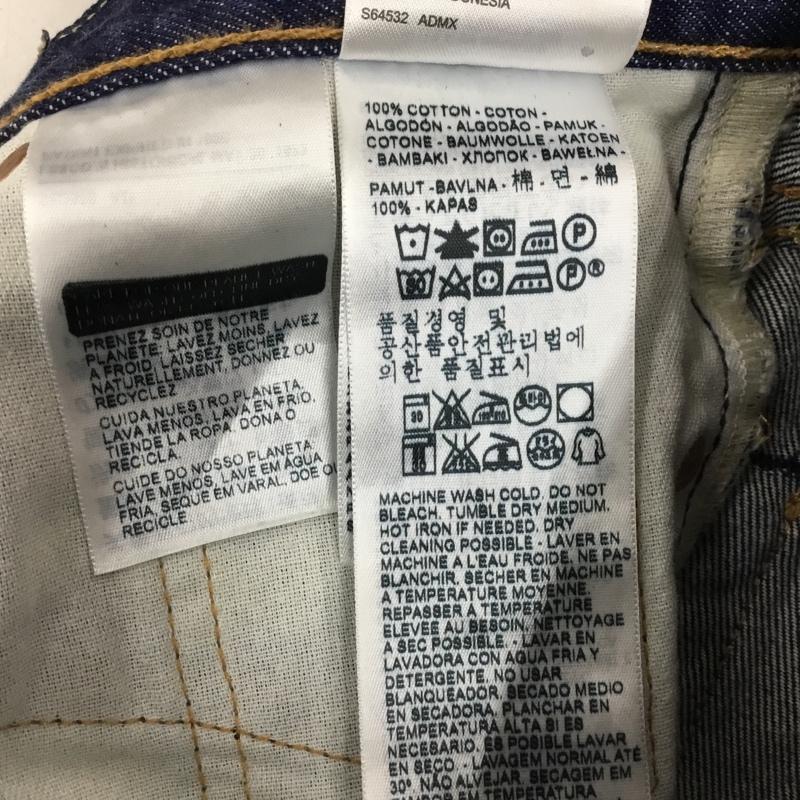 S64532 ADMX
100% COTTON - COTON -
ALGODÓN - ALGODÃO - PAMUK -
COTONE - BAUMWOLLE - KATOEN
- BAMBAKI - ХЛОПОК - BAWEŁNA -
PAMUT -BAVLNA - 棉 - 면 - 綿
100% - KAPAS
P
P®
품질경영 및
공산품안전관리법에
의한 품질표시
MACHINE WASH COLD. DO NOT
BLEACH. TUMBLE DRY MEDIUM.
HOT IRON IF NEEDED. DRY
CLEANING POSSIBLE - LAVER EN
MACHINE A L'EAU FROIDE. NE PAS
BLANCHIR. SECHER EN MACHINE
A TEMPERATURE MOYENNE.
REPASSER A TEMPERATURE
ELEVEE AU BESOIN. NETTOYAGE
A SEC POSSIBLE - LAVAR EN
LAVADORA CON AGUA FRIA Y
DETERGENTE. NO USAR
BLANQUEADOR. SECADO MEDIO
EN SECADORA. PLANCHAR EN
TEMPERATURA ALTA SI ES
NECESARIO. ES POSIBLE LAVAR
EN SECO - LAVAGEM NORMAL ATÉ
30º NÃO ALVEJAR. SECAGEM EM
PRENEZ SOIN DE NOTRE
PLANÈTE: LAVEZ MOINS, LAVEZ
A FROID, LAISSEZ SÉCHER
NATURELLEMENT, DONNEZ OU
RECYCLEZ
CUIDA NUESTRO PLANETA.
LAVA MENOS, LAVA EN FRÍO,
TIENDE LA ROPA, DONA O
RECICLA.
CUIDE DO NOSSO PLANETA.
LAVE MENOS, LAVE EM ÁGUA
FRIA, SEQUE EM VARAL. DOE OU
RECICLE